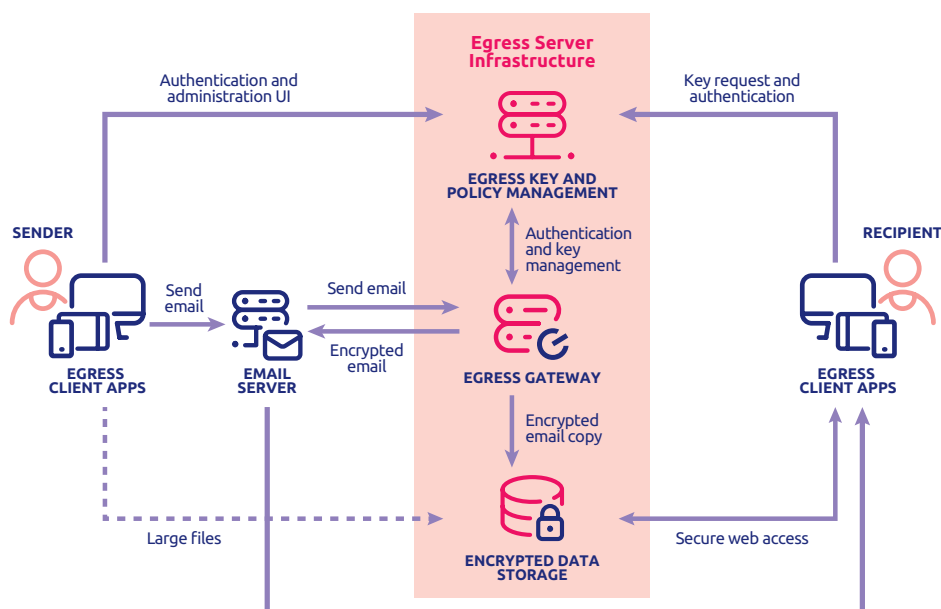 Egress Server
Infrastructure
Authentication and
administration UI
Key request and
authentication
EGRESS KEY AND
POLICY MANAGEMENT
SENDER
RECIPIENT
Authentication
and key
management
Send
email
Send email
Encrypted
email
EGRESS
CLIENT APPS
EMAIL
SERVER
EGRESS GATEWAY
EGRESS
CLIENT APPS
Encrypted
email copy
Large files
Secure web access
ENCRYPTED DATA
STORAGE